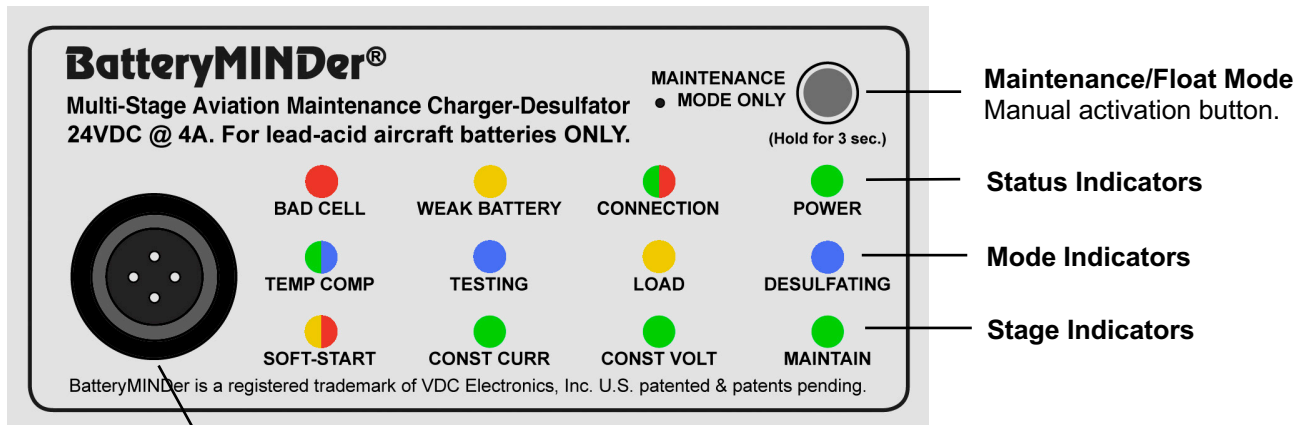 BatteryMINDer®
Multi-Stage Aviation Maintenance Charger-Desulfator
24VDC @ 4A. For lead-acid aircraft batteries ONLY.
MAINTENANCE
● MODE ONLY
(Hold for 3 sec.)
Maintenance/Float Mode
Manual activation button.
BAD CELL WEAK BATTERY CONNECTION POWER
Status Indicators
TEMP COMP TESTING LOAD DESULFATING
Mode Indicators
SOFT-START CONST CURR CONST VOLT MAINTAIN
Stage Indicators
BatteryMINDer is a registered trademark of VDC Electronics, Inc. U.S. patented & patents pending.